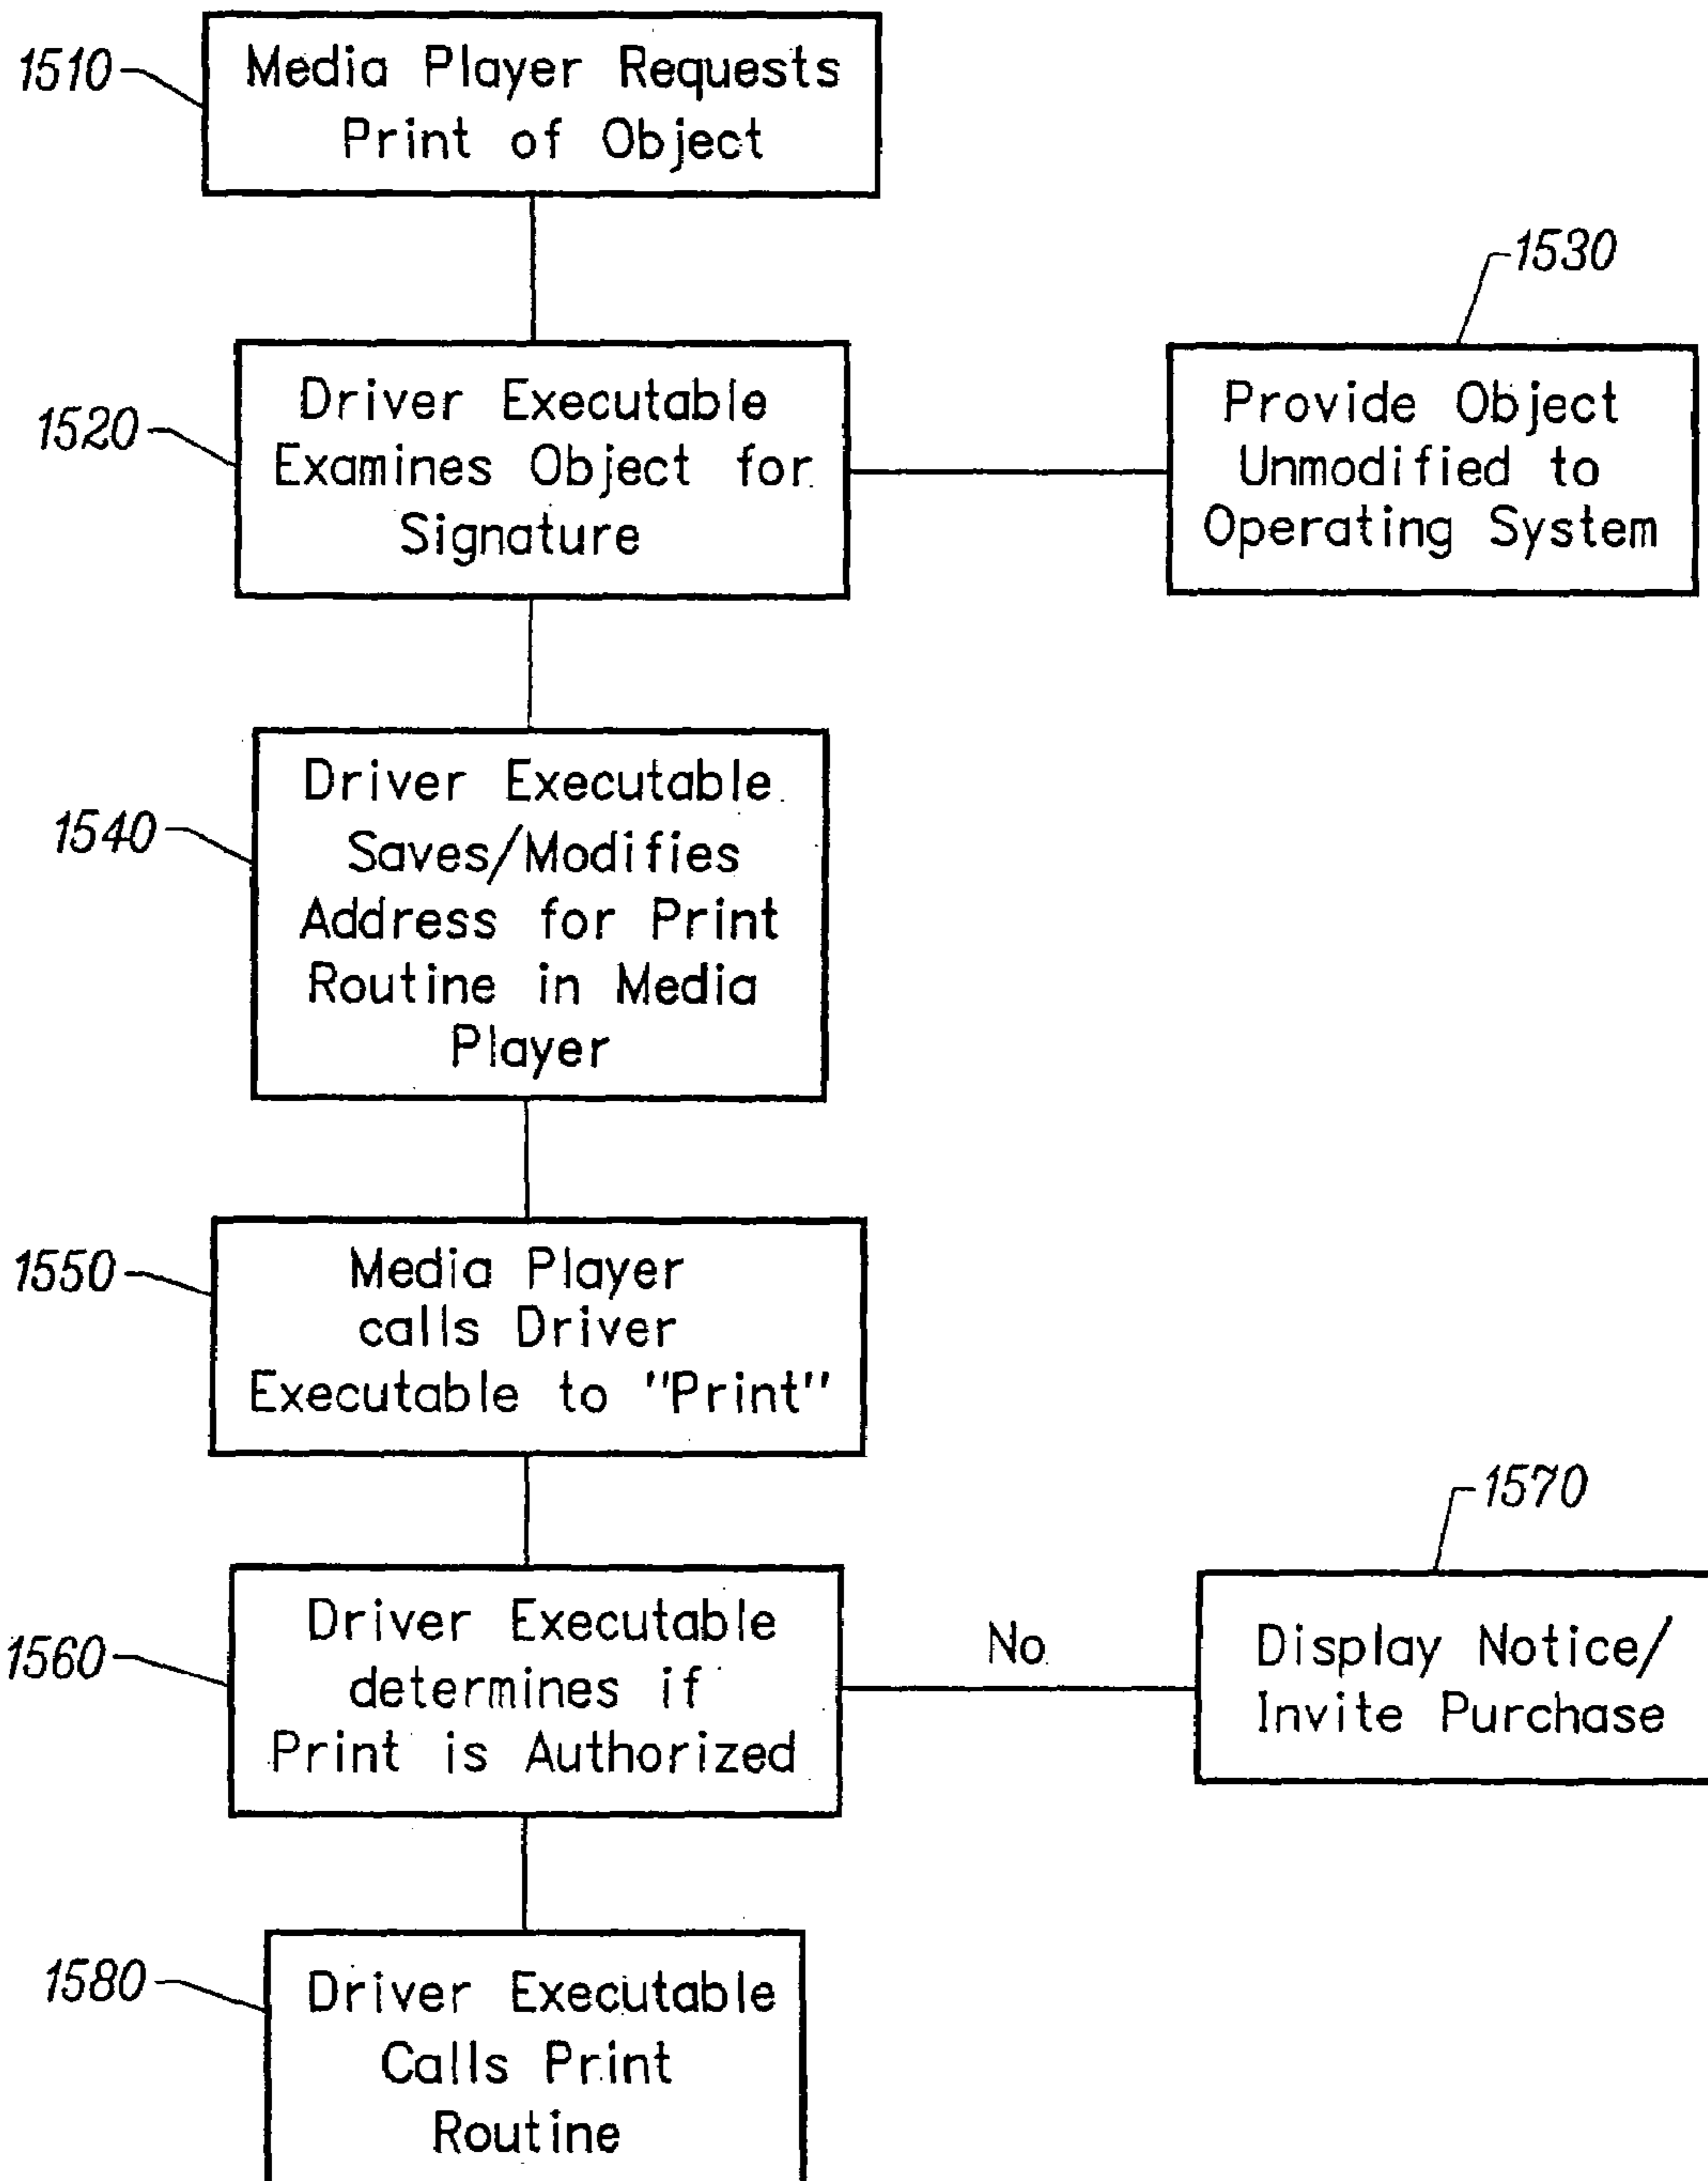 1510
Media Player Requests
Print of Object
1520
Driver Executable
Examines Object for
Signature
1530
Provide Object
Unmodified to
Operating System
1540
Driver Executable
Saves/Modifies
Address for Print
Routine in Media
Player
1550
Media Player
calls Driver
Executable to "Print"
1560
Driver Executable
determines if
Print is Authorized
No
1570
Display Notice/
Invite Purchase
1580
Driver Executable
Calls Print
Routine